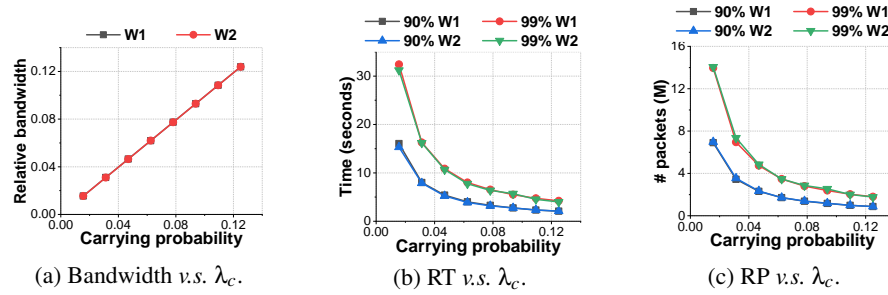 W1 W2
Relative bandwidth
0.12
0.08
0.04
0.00
0.00 0.04 0.08 0.12
Carrying probability
(a) Bandwidth v.s. λc.
90% W1 99% W1
90% W2 99% W2
Time (seconds)
30
20
10
0
0.00 0.04 0.08 0.12
Carrying probability
(b) RT v.s. λc.
90% W1 99% W1
90% W2 99% W2
# packets (M)
16
12
8
4
0
0.00 0.04 0.08 0.12
Carrying probability
(c) RP v.s. λc.